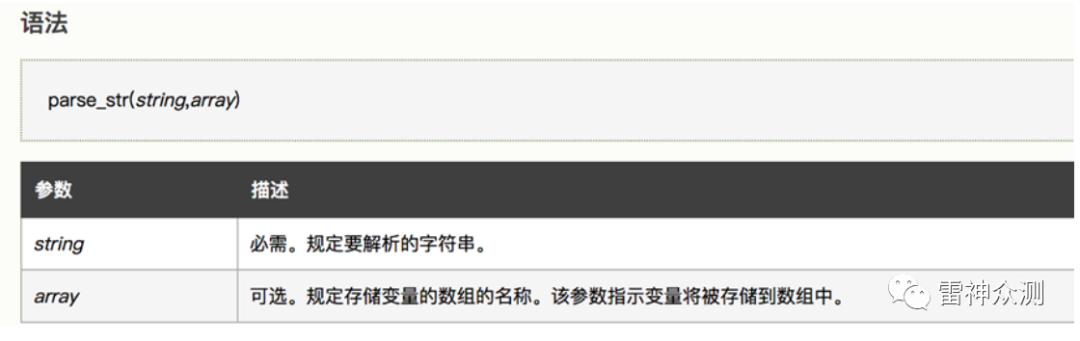 语法
parse_str(string,array)
参数 描述
string 必需。规定要解析的字符串。
array 可选。规定存储变量的数组的名称。该参数指示变量将被存储到数组中。
雷神众测